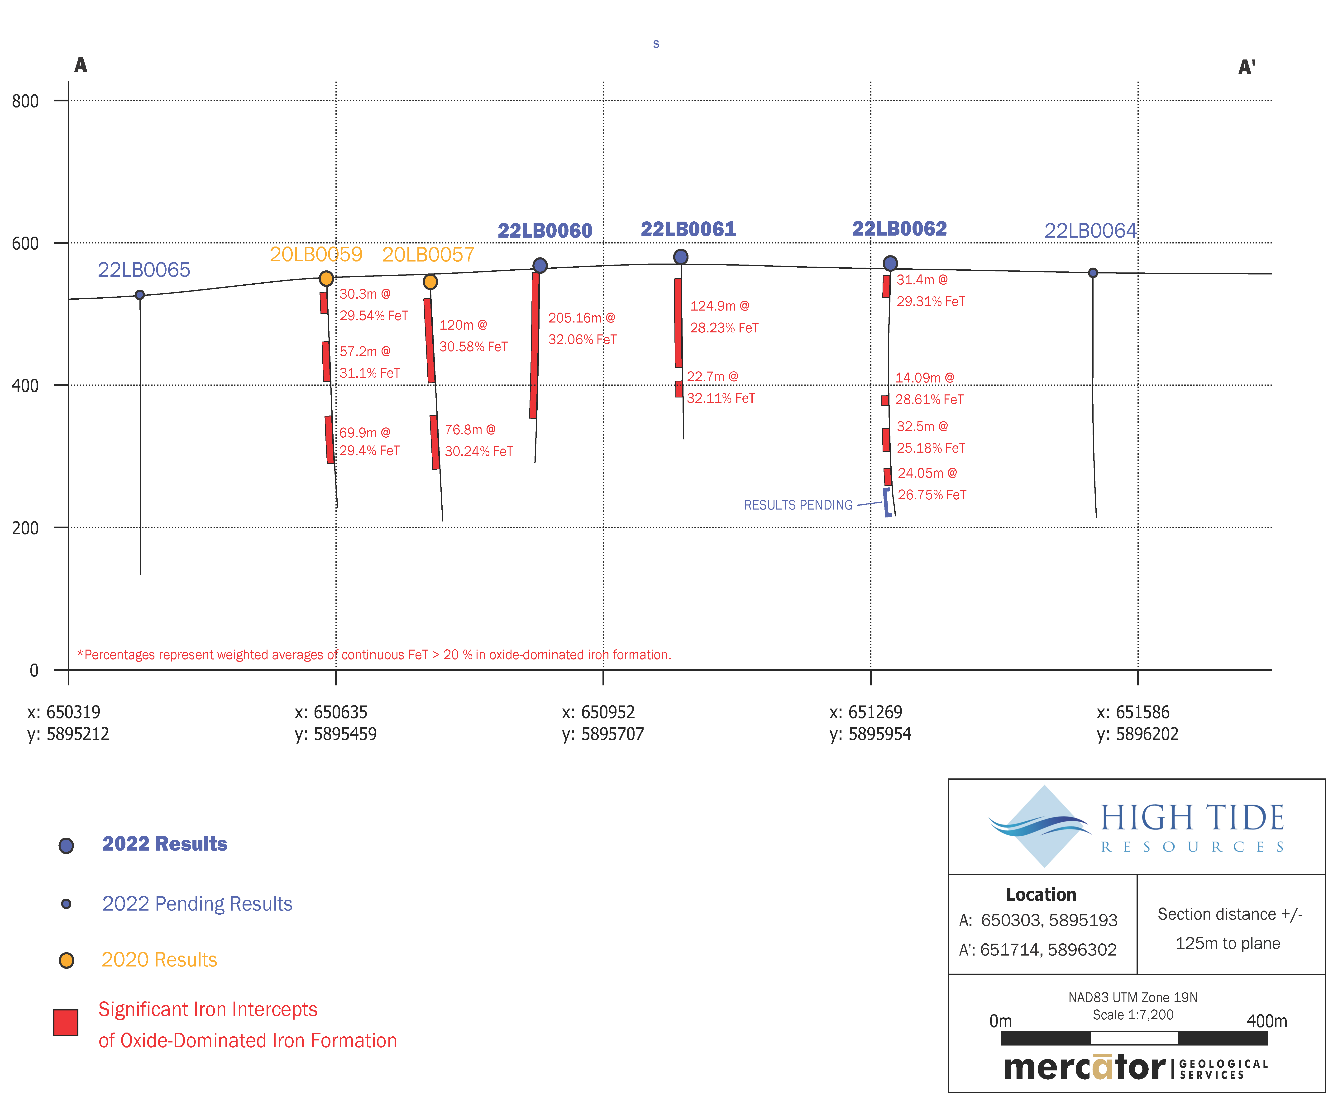 s
A
A'
800
600
400
200
0
22LB0065
20LB0059
20LB0057
22LB0060
22LB0061
22LB0062
22LB0064
30.3m @
29.54% FeT
57.2m @
31.1% FeT
69.9m @
29.4% FeT
120m @
30.58% FeT
76.8m @
30.24% FeT
205.16m @
32.06% FeT
124.9m @
28.23% FeT
22.7m @
32.11% FeT
31.4m @
29.31% FeT
14.09m @
28.61% FeT
32.5m @
25.18% FeT
24.05m @
26.75% FeT
RESULTS PENDING
*Percentages represent weighted averages of continuous FeT > 20 % in oxide-dominated iron formation.
x: 650319
y: 5895212
x: 650635
y: 5895459
x: 650952
y: 5895707
x: 651269
y: 5895954
x: 651586
y: 5896202
2022 Results
2022 Pending Results
2020 Results
Significant Iron Intercepts
of Oxide-Dominated Iron Formation
HIGH TIDE
RESOURCES
Location
A: 650303, 5895193
A': 651714, 5896302
Section distance +/-
125m to plane
NAD83 UTM Zone 19N
Scale 1:7,200
0m
400m
mercātor
GEOLOGICAL
SERVICES